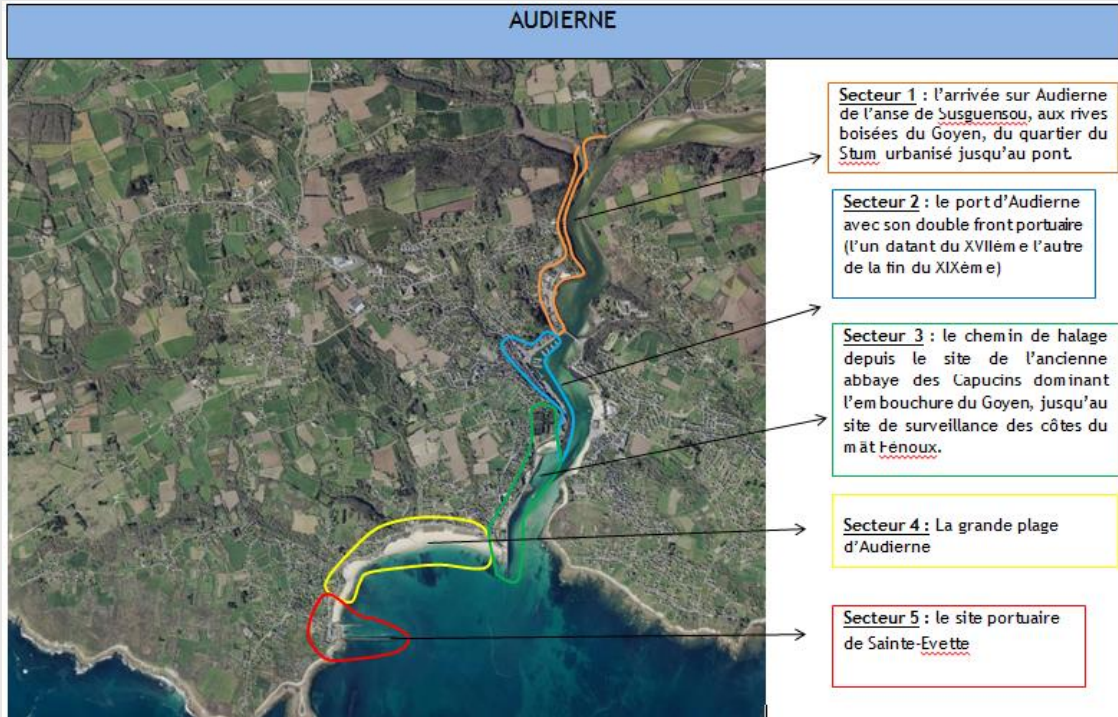 AUDIERNE
Secteur 1 : l'arrivée sur Audierne
de l'anse de Susguensou, aux rives
boisées du Goyen, du quartier du
Stum urbanisé jusqu'au pont.
Secteur 2 : le port d'Audierne
avec son double front portuaire
(l'un datant du XVIIème l'autre
de la fin du XIXème)
Secteur 3 : le chemin de halage
depuis le site de l'ancienne
abbaye des Capucins dominant
l'embouchure du Goyen, jusqu'au
site de surveillance des côtes du
mât Fénoux.
Secteur 4 : La grande plage
d'Audierne
Secteur 5 : le site portuaire
de Sainte-Evette